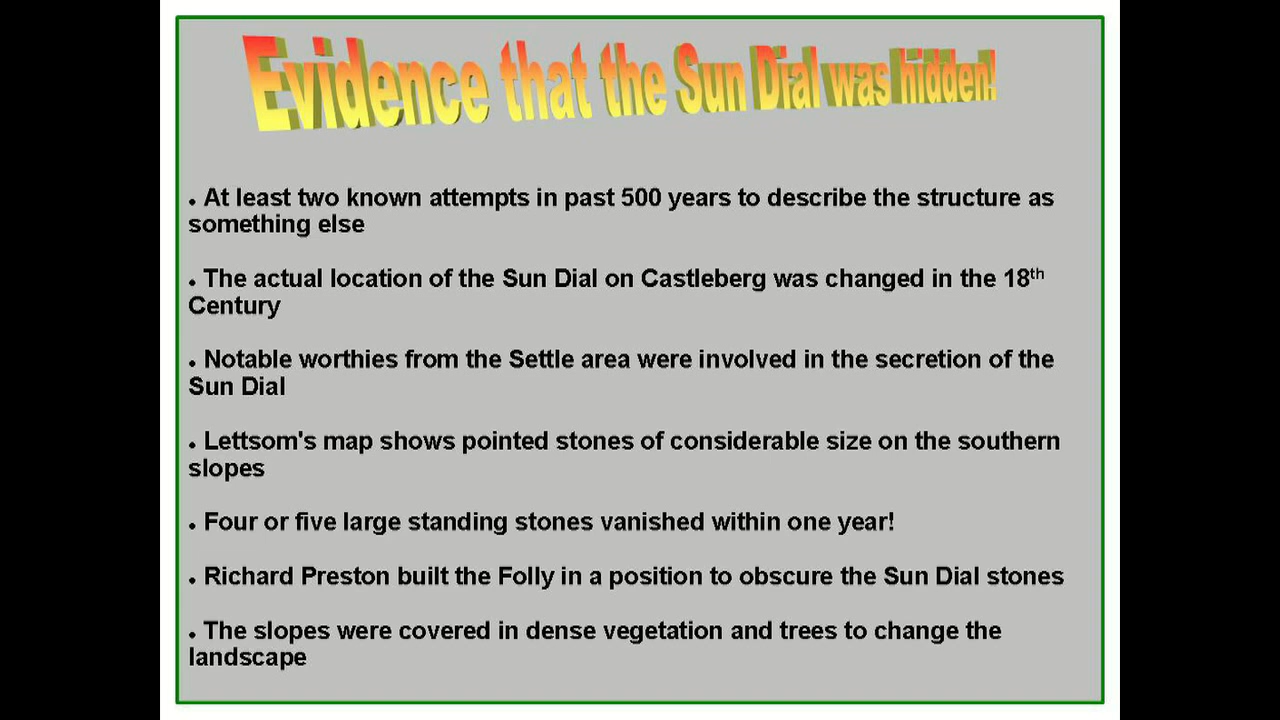 Evidence that the Sun Dial was hidden!
● At least two known attempts in past 500 years to describe the structure as
something else
● The actual location of the Sun Dial on Castleberg was changed in the 18th
Century
● Notable worthies from the Settle area were involved in the secretion of the
Sun Dial
● Lettsom's map shows pointed stones of considerable size on the southern
slopes
● Four or five large standing stones vanished within one year!
● Richard Preston built the Folly in a position to obscure the Sun Dial stones
● The slopes were covered in dense vegetation and trees to change the
landscape